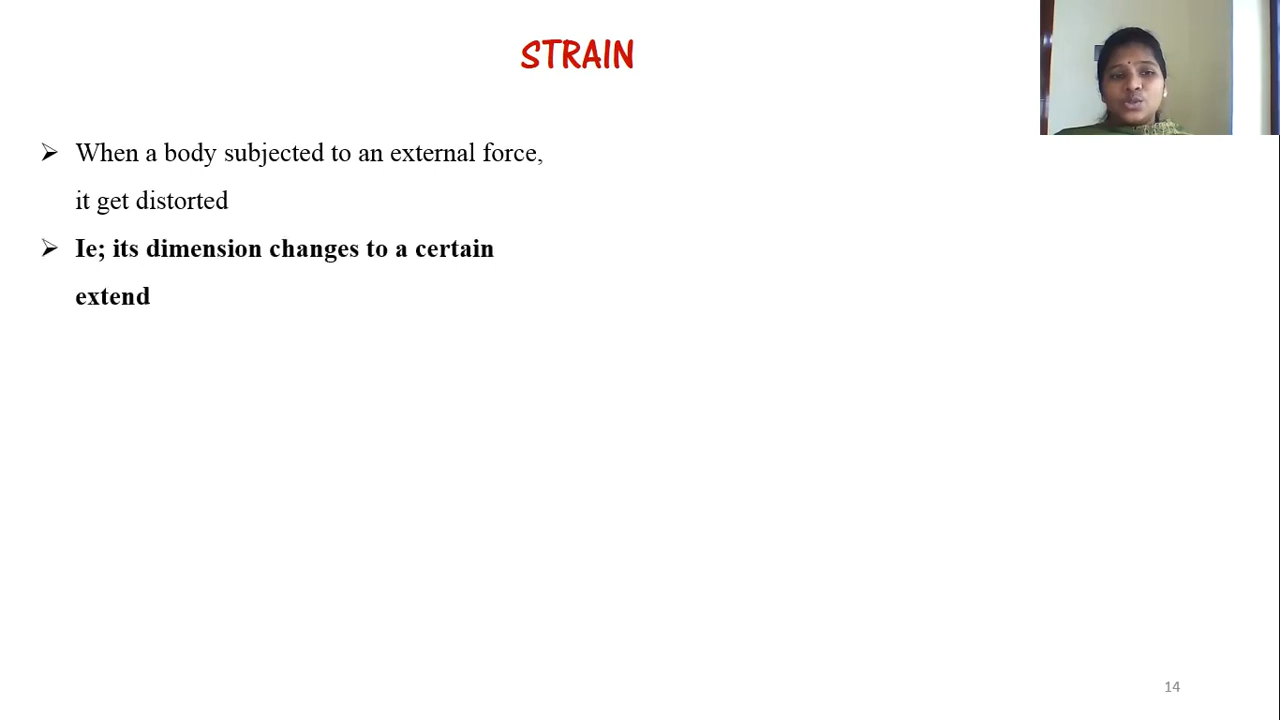 STRAIN
➢ When a body subjected to an external force,
it get distorted
➢ Ie; its dimension changes to a certain
extend
14